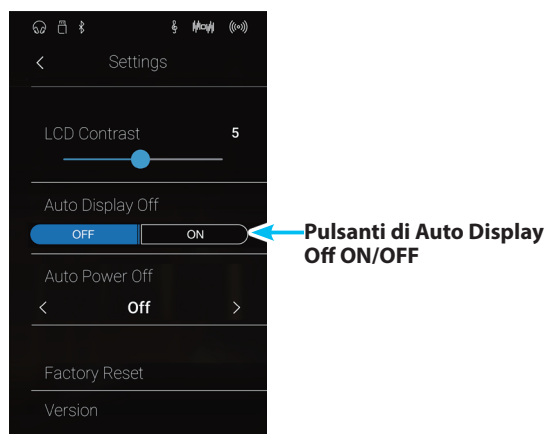 Settings
LCD Contrast 5
Auto Display Off
OFF ON
Pulsanti di Auto Display
Off ON/OFF
Auto Power Off
< Off >
Factory Reset
Version